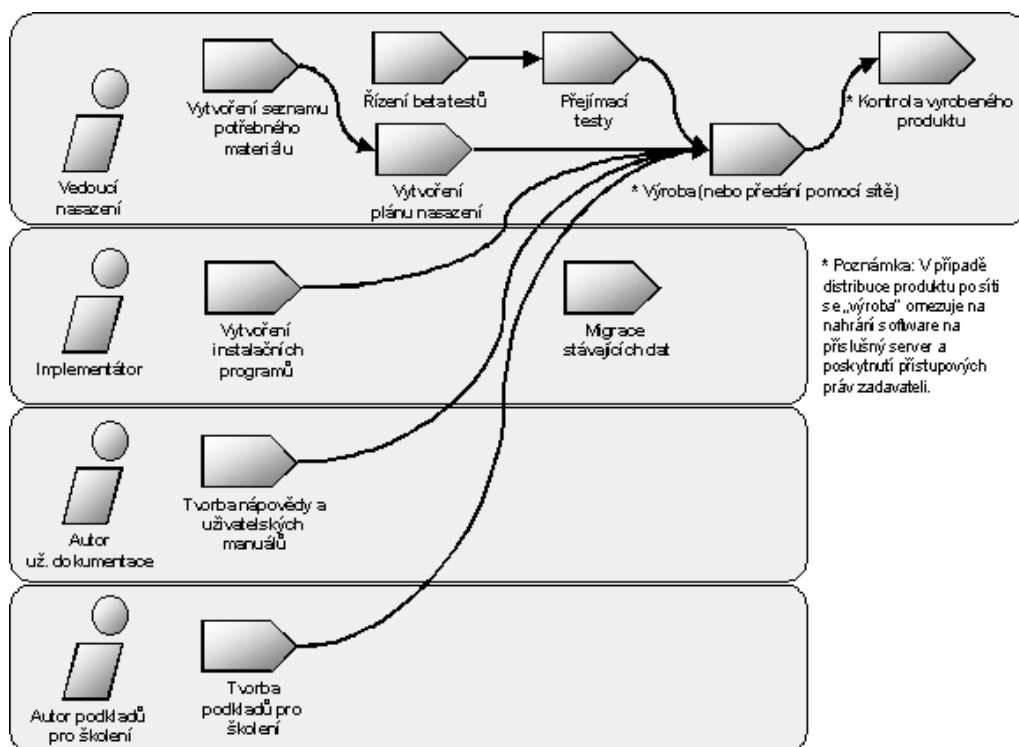 Vytvoření seznamu
potřebného
materiálu
Řízení beta testů
Přejímací
testy
* Kontrola vyrobeného
produktu
Vedoucí
nasazení
Vytvoření
plánu nasazení
* Výroba (nebo předání pomocí sítě)
Implementátor
Vytvoření
instalačních
programů
Migrace
stávajících dat
* Poznámka: V případě
distribuce produktu po síti
se „výroba“ omezuje na
nahrání software na
příslušný server a
poskytnutí přístupových
práv zadavateli.
Autor
už. dokumentace
Tvorba nápovědy a
uživatelských
manuálů
Autor podkladů
pro školení
Tvorba
podkladů pro
školení